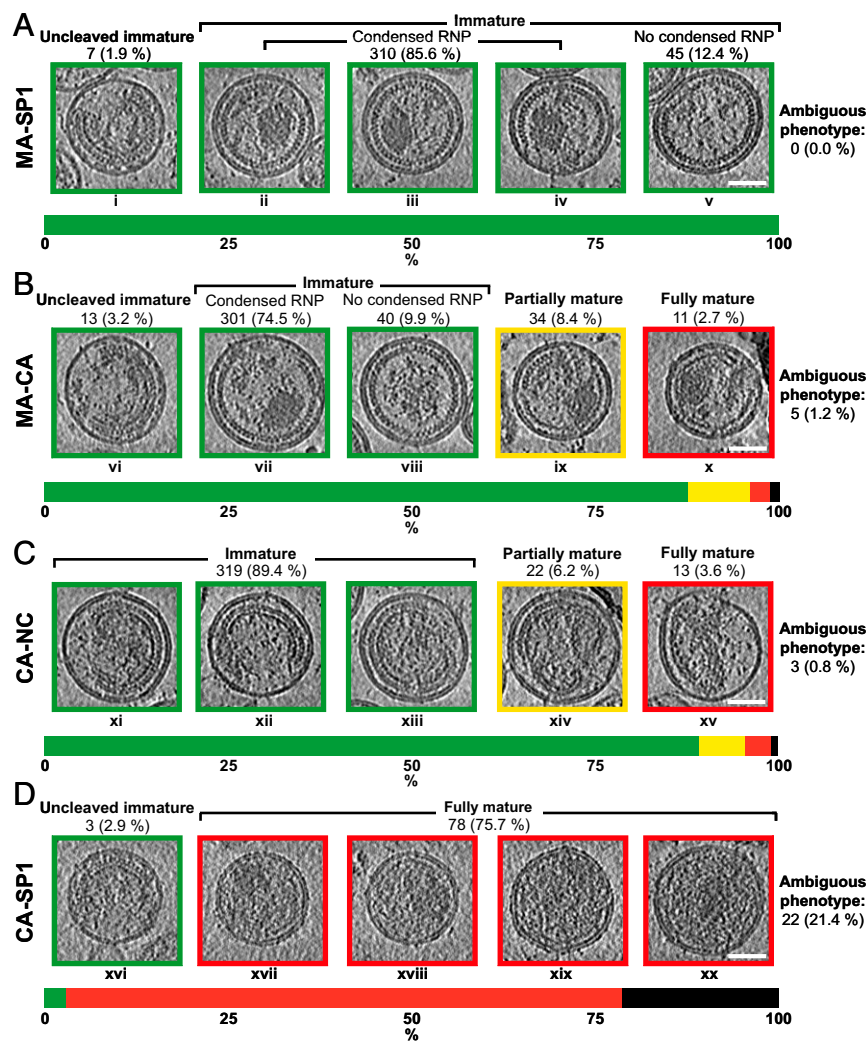 A
Immature
Uncleaved immature
Condensed RNP
No condensed RNP
7 (1.9 %)
310 (85.6 %)
45 (12.4 %)
MA-SP1
Ambiguous
phenotype:
0 (0.0 %)
i
ii
iii
iv
v
0
25
50
75
100
%
B
Immature
Uncleaved immature
Condensed RNP
No condensed RNP
Partially mature
Fully mature
13 (3.2 %)
301 (74.5 %)
40 (9.9 %)
34 (8.4 %)
11 (2.7 %)
MA-CA
Ambiguous
phenotype:
5 (1.2 %)
vi
vii
viii
ix
x
0
25
50
75
100
%
C
Immature
Partially mature
Fully mature
319 (89.4 %)
22 (6.2 %)
13 (3.6 %)
CA-NC
Ambiguous
phenotype:
3 (0.8 %)
xi
xii
xiii
xiv
xv
0
25
50
75
100
%
D
Uncleaved immature
Fully mature
3 (2.9 %)
78 (75.7 %)
CA-SP1
Ambiguous
phenotype:
22 (21.4 %)
xvi
xvii
xviii
xix
xx
0
25
50
75
100
%